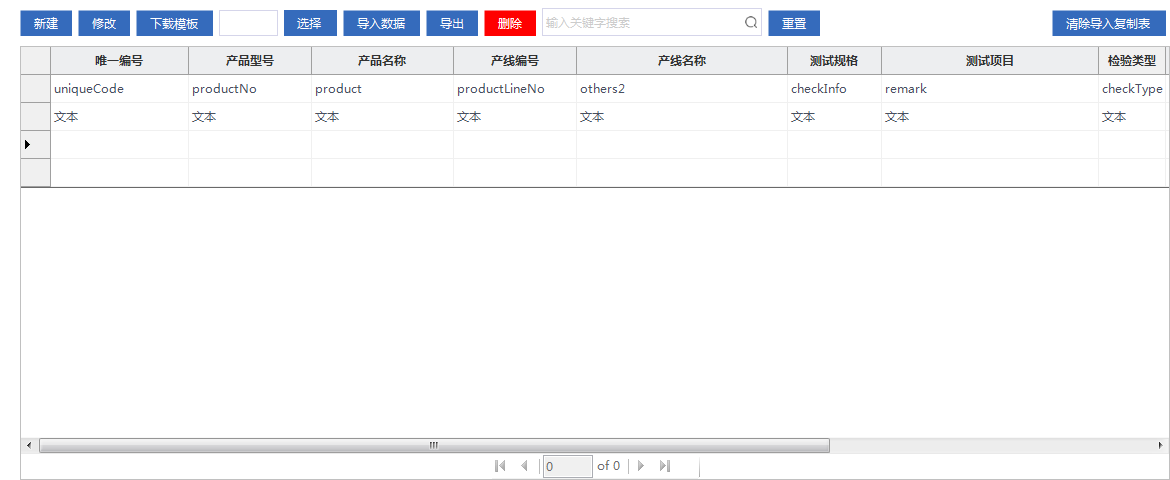 新建 修改 下载模板 选择 导入数据 导出 删除 输入关键字搜索 重置 清除导入复制表
唯一编号 产品型号 产品名称 产线编号 产线名称 测试规格 测试项目 检验类型
uniqueCode productNo product productLineNo others2 checkInfo remark checkType
文本 文本 文本 文本 文本 文本 文本 文本
0 of 0